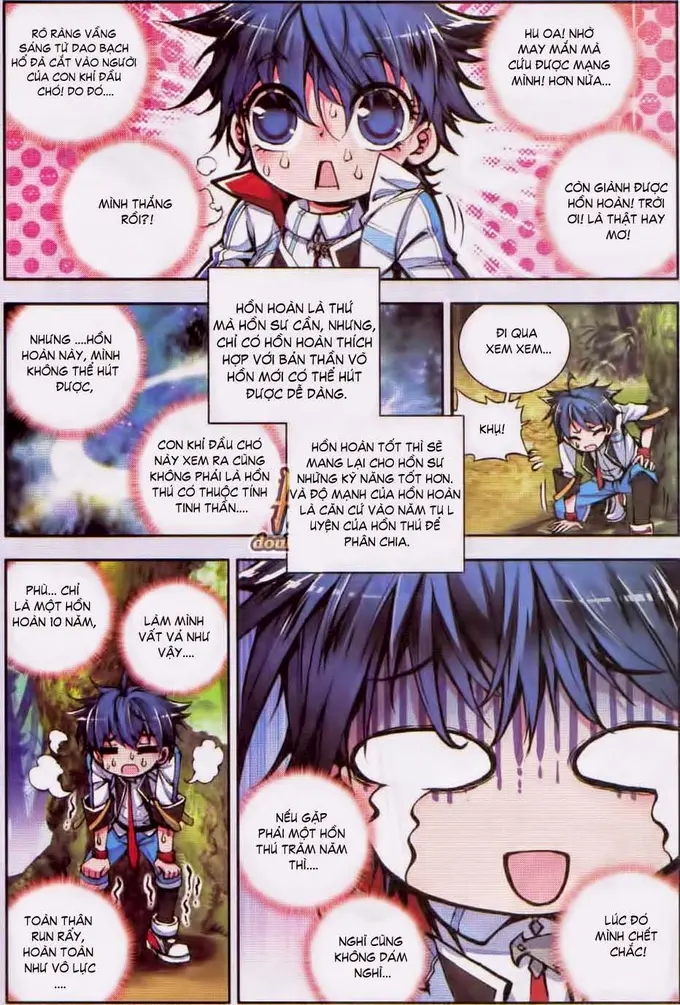 RÕ RÀNG VẦNG
SÁNG TỪ DAO BẠCH
HỔ ĐÃ CẮT VÀO NGƯỜI
CỦA CON KHỈ ĐẦU
CHÓ! DO ĐÓ....
MÌNH THẮNG
RỒI?!
HU OA! NHỜ
MAY MẮN MÀ
CỨU ĐƯỢC MẠNG
MÌNH! HƠN NỮA...
CÒN GIÀNH ĐƯỢC
HỒN HOÀN! TRỜI
ƠI! LÀ THẬT HAY
MƠ!
NHƯNG ....HỒN
HOÀN NÀY, MÌNH
KHÔNG THỂ HÚT
ĐƯỢC,
CON KHỈ ĐẦU CHÓ
NÀY XEM RA CŨNG
KHÔNG PHẢI LÀ HỒN
THÚ CÓ THUỘC TÍNH
TINH THẦN....
HỒN HOÀN LÀ THỨ
MÀ HỒN SƯ CẦN, NHƯNG,
CHỈ CÓ HỒN HOÀN THÍCH
HỢP VỚI BẢN THÂN VÕ
HỒN MỚI CÓ THỂ HÚT
ĐƯỢC DỄ DÀNG.
HỒN HOÀN TỐT THÌ SẼ
MANG LẠI CHO HỒN SƯ
NHỮNG KỸ NĂNG TỐT HƠN.
VÀ ĐỘ MẠNH CỦA HỒN HOÀN
LÀ CĂN CỨ VÀO NĂM TU L
UYỆN CỦA HỒN THÚ ĐỂ
PHÂN CHIA.
ĐI QUA
XEM XEM...
KHỤ!
PHÙ... CHỈ
LÀ MỘT HỒN
HOÀN 10 NĂM,
LÀM MÌNH
VẤT VẢ NHƯ
VẬY....
TOÀN THÂN
RUN RẨY,
HOÀN TOÀN
NHƯ VÔ LỰC
....
NẾU GẶP
PHẢI MỘT HỒN
THÚ TRĂM NĂM
THÌ....
NGHĨ CŨNG
KHÔNG DÁM
NGHĨ...
LÚC ĐÓ
MÌNH CHẾT
CHẮC!